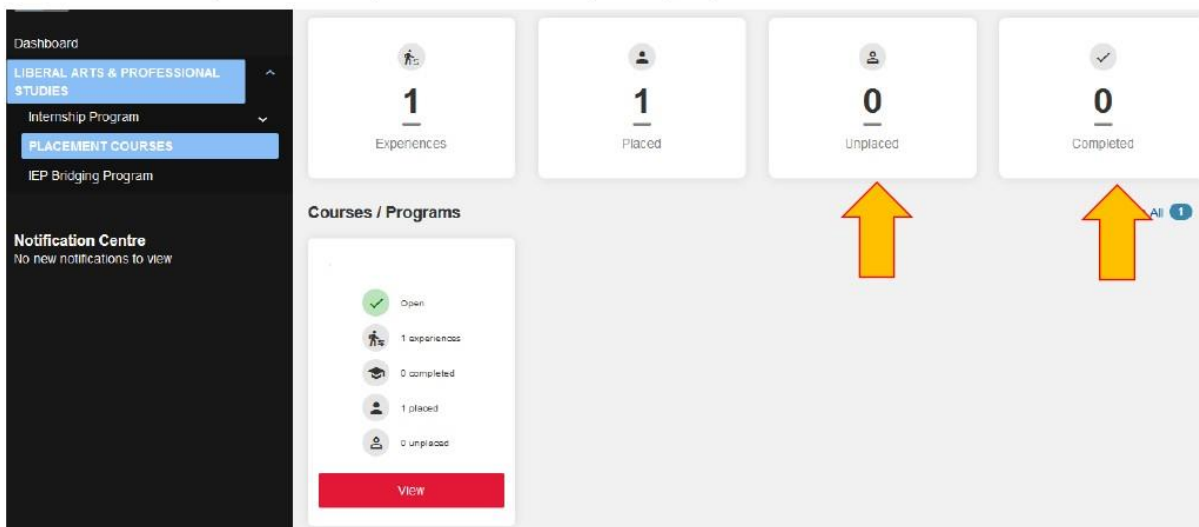 Dashboard
LIBERAL ARTS & PROFESSIONAL
STUDIES
Internship Program
PLACEMENT COURSES
IEP Bridging Program
Notification Centre
No new notifications to view
1
Experiences
1
Placed
0
Unplaced
0
Completed
Courses / Programs
All 1
Open
1 experiences
0 completed
1 placed
0 unplaced
View